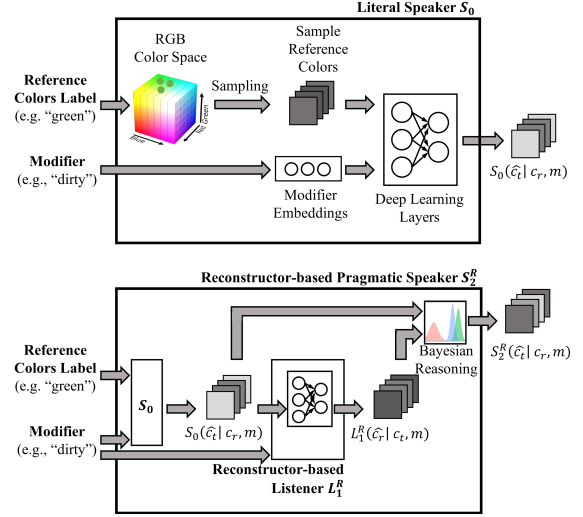 Literal Speaker S₀
RGB
Color Space
Sample
Reference
Colors
Reference
Colors Label
(e.g. “green”)
Sampling
Green
Blue
Modifier
(e.g., “dirty”)
Modifier
Embeddings
Deep Learning
Layers
S₀(ĉₜ| cᵣ, m)
Reconstructor-based Pragmatic Speaker S₂ᴿ
Reference
Colors Label
(e.g. “green”)
S₀
Bayesian
Reasoning
S₂ᴿ(ĉₜ| cᵣ, m)
Modifier
(e.g., “dirty”)
S₀(ĉₜ| cᵣ, m)
L₁ᴿ(ĉᵣ| cₜ, m)
Reconstructor-based
Listener L₁ᴿ